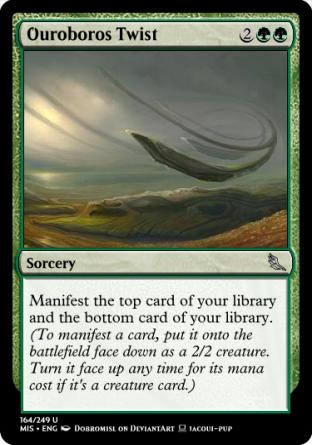 Ouroboros Twist 2
Sorcery
Manifest the top card of your library
and the bottom card of your library.
(To manifest a card, put it onto the
battlefield face down as a 2/2 creature.
Turn it face up any time for its mana
cost if it's a creature card.)
164/249 U
MIS • ENG DOBROMISL ON DEVIANTART IACOUI-PUP